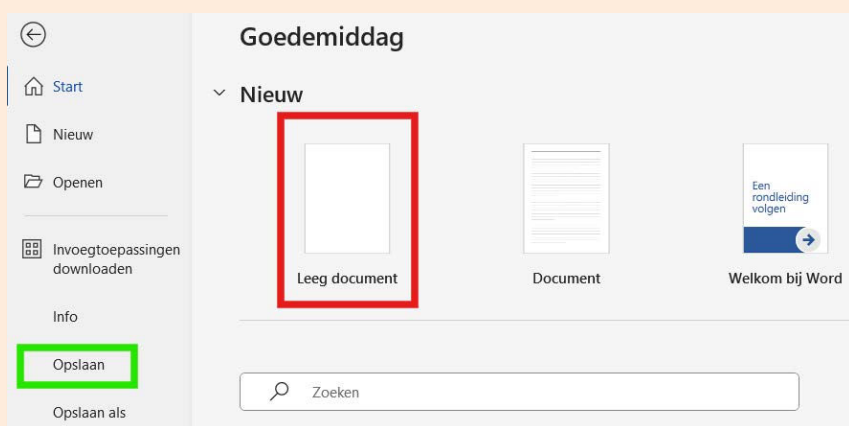 Goedemiddag
Start
Nieuw
Nieuw
Openen
Een
rondleiding
volgen
Invoegtoepassingen
downloaden
Leeg document
Document
Welkom bij Word
Info
Opslaan
Zoeken
Opslaan als